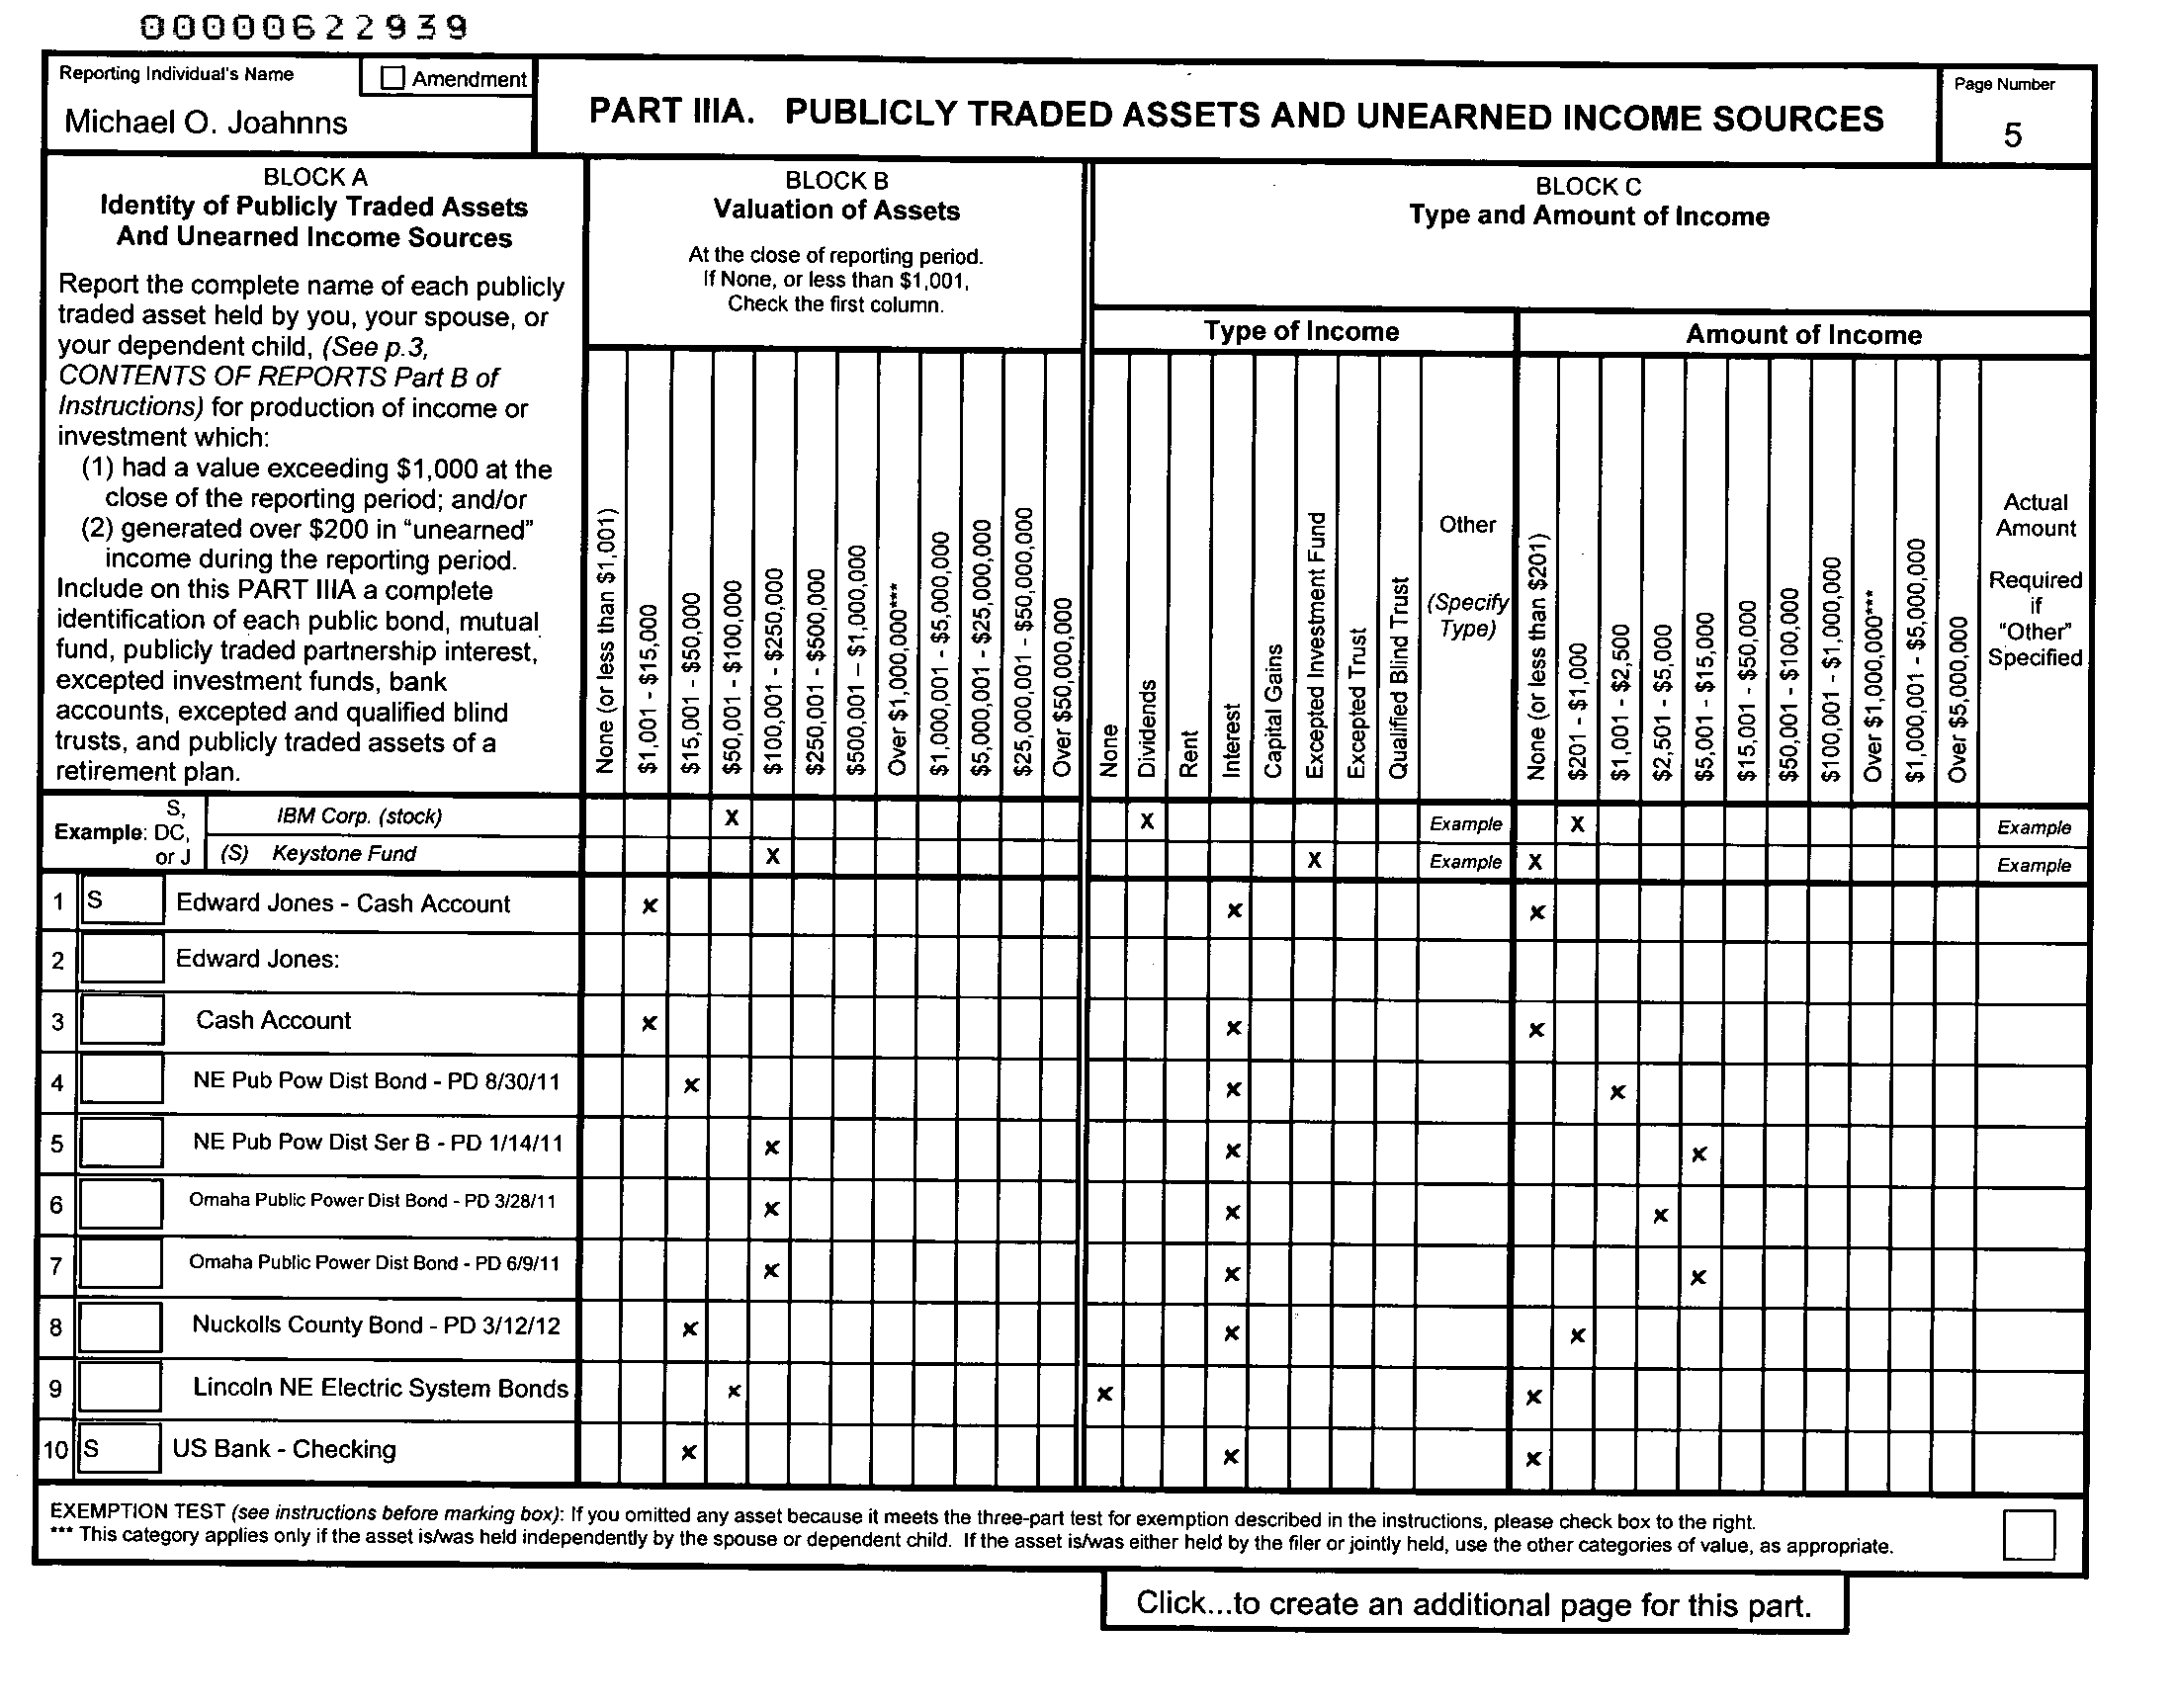 00000622939
Reporting Individual's Name
Amendment
Michael O. Joahnns
PART IIIA. PUBLICLY TRADED ASSETS AND UNEARNED INCOME SOURCES
Page Number
5
BLOCK A
Identity of Publicly Traded Assets
And Unearned Income Sources
Report the complete name of each publicly
traded asset held by you, your spouse, or
your dependent child, (See p.3,
CONTENTS OF REPORTS Part B of
Instructions) for production of income or
investment which:
(1) had a value exceeding $1,000 at the
close of the reporting period; and/or
(2) generated over $200 in "unearned"
income during the reporting period.
Include on this PART IIIA a complete
identification of each public bond, mutual
fund, publicly traded partnership interest,
excepted investment funds, bank
accounts, excepted and qualified blind
trusts, and publicly traded assets of a
retirement plan.
BLOCK B
Valuation of Assets
At the close of reporting period.
If None, or less than $1,001,
Check the first column.
None (or less than $1,001)
$1,001 - $15,000
$15,001 - $50,000
$50,001 - $100,000
$100,001 - $250,000
$250,001 - $500,000
$500,001 – $1,000,000
Over $1,000,000***
$1,000,001 - $5,000,000
$5,000,001 - $25,000,000
$25,000,001 - $50,000,000
Over $50,000,000
BLOCK C
Type and Amount of Income
Type of Income
None
Dividends
Rent
Interest
Capital Gains
Excepted Investment Fund
Excepted Trust
Qualified Blind Trust
Other
(Specify
Type)
Amount of Income
None (or less than $201)
$201 - $1,000
$1,001 - $2,500
$2,501 - $5,000
$5,001 - $15,000
$15,001 - $50,000
$50,001 - $100,000
$100,001 - $1,000,000
Over $1,000,000***
$1,000,001 - $5,000,000
Over $5,000,000
Actual
Amount
Required
if
"Other"
Specified
Example:
S,
DC,
or J
IBM Corp. (stock) X X Example X Example
(S) Keystone Fund X X Example X Example
1 S Edward Jones - Cash Account x x x
2 Edward Jones:
3 Cash Account x x x
4 NE Pub Pow Dist Bond - PD 8/30/11 x x x
5 NE Pub Pow Dist Ser B - PD 1/14/11 x x x
6 Omaha Public Power Dist Bond - PD 3/28/11 x x x
7 Omaha Public Power Dist Bond - PD 6/9/11 x x x
8 Nuckolls County Bond - PD 3/12/12 x x x
9 Lincoln NE Electric System Bonds x x x
10 S US Bank - Checking x x x
EXEMPTION TEST (see instructions before marking box): If you omitted any asset because it meets the three-part test for exemption described in the instructions, please check box to the right.
*** This category applies only if the asset is/was held independently by the spouse or dependent child. If the asset is/was either held by the filer or jointly held, use the other categories of value, as appropriate.
Click...to create an additional page for this part.